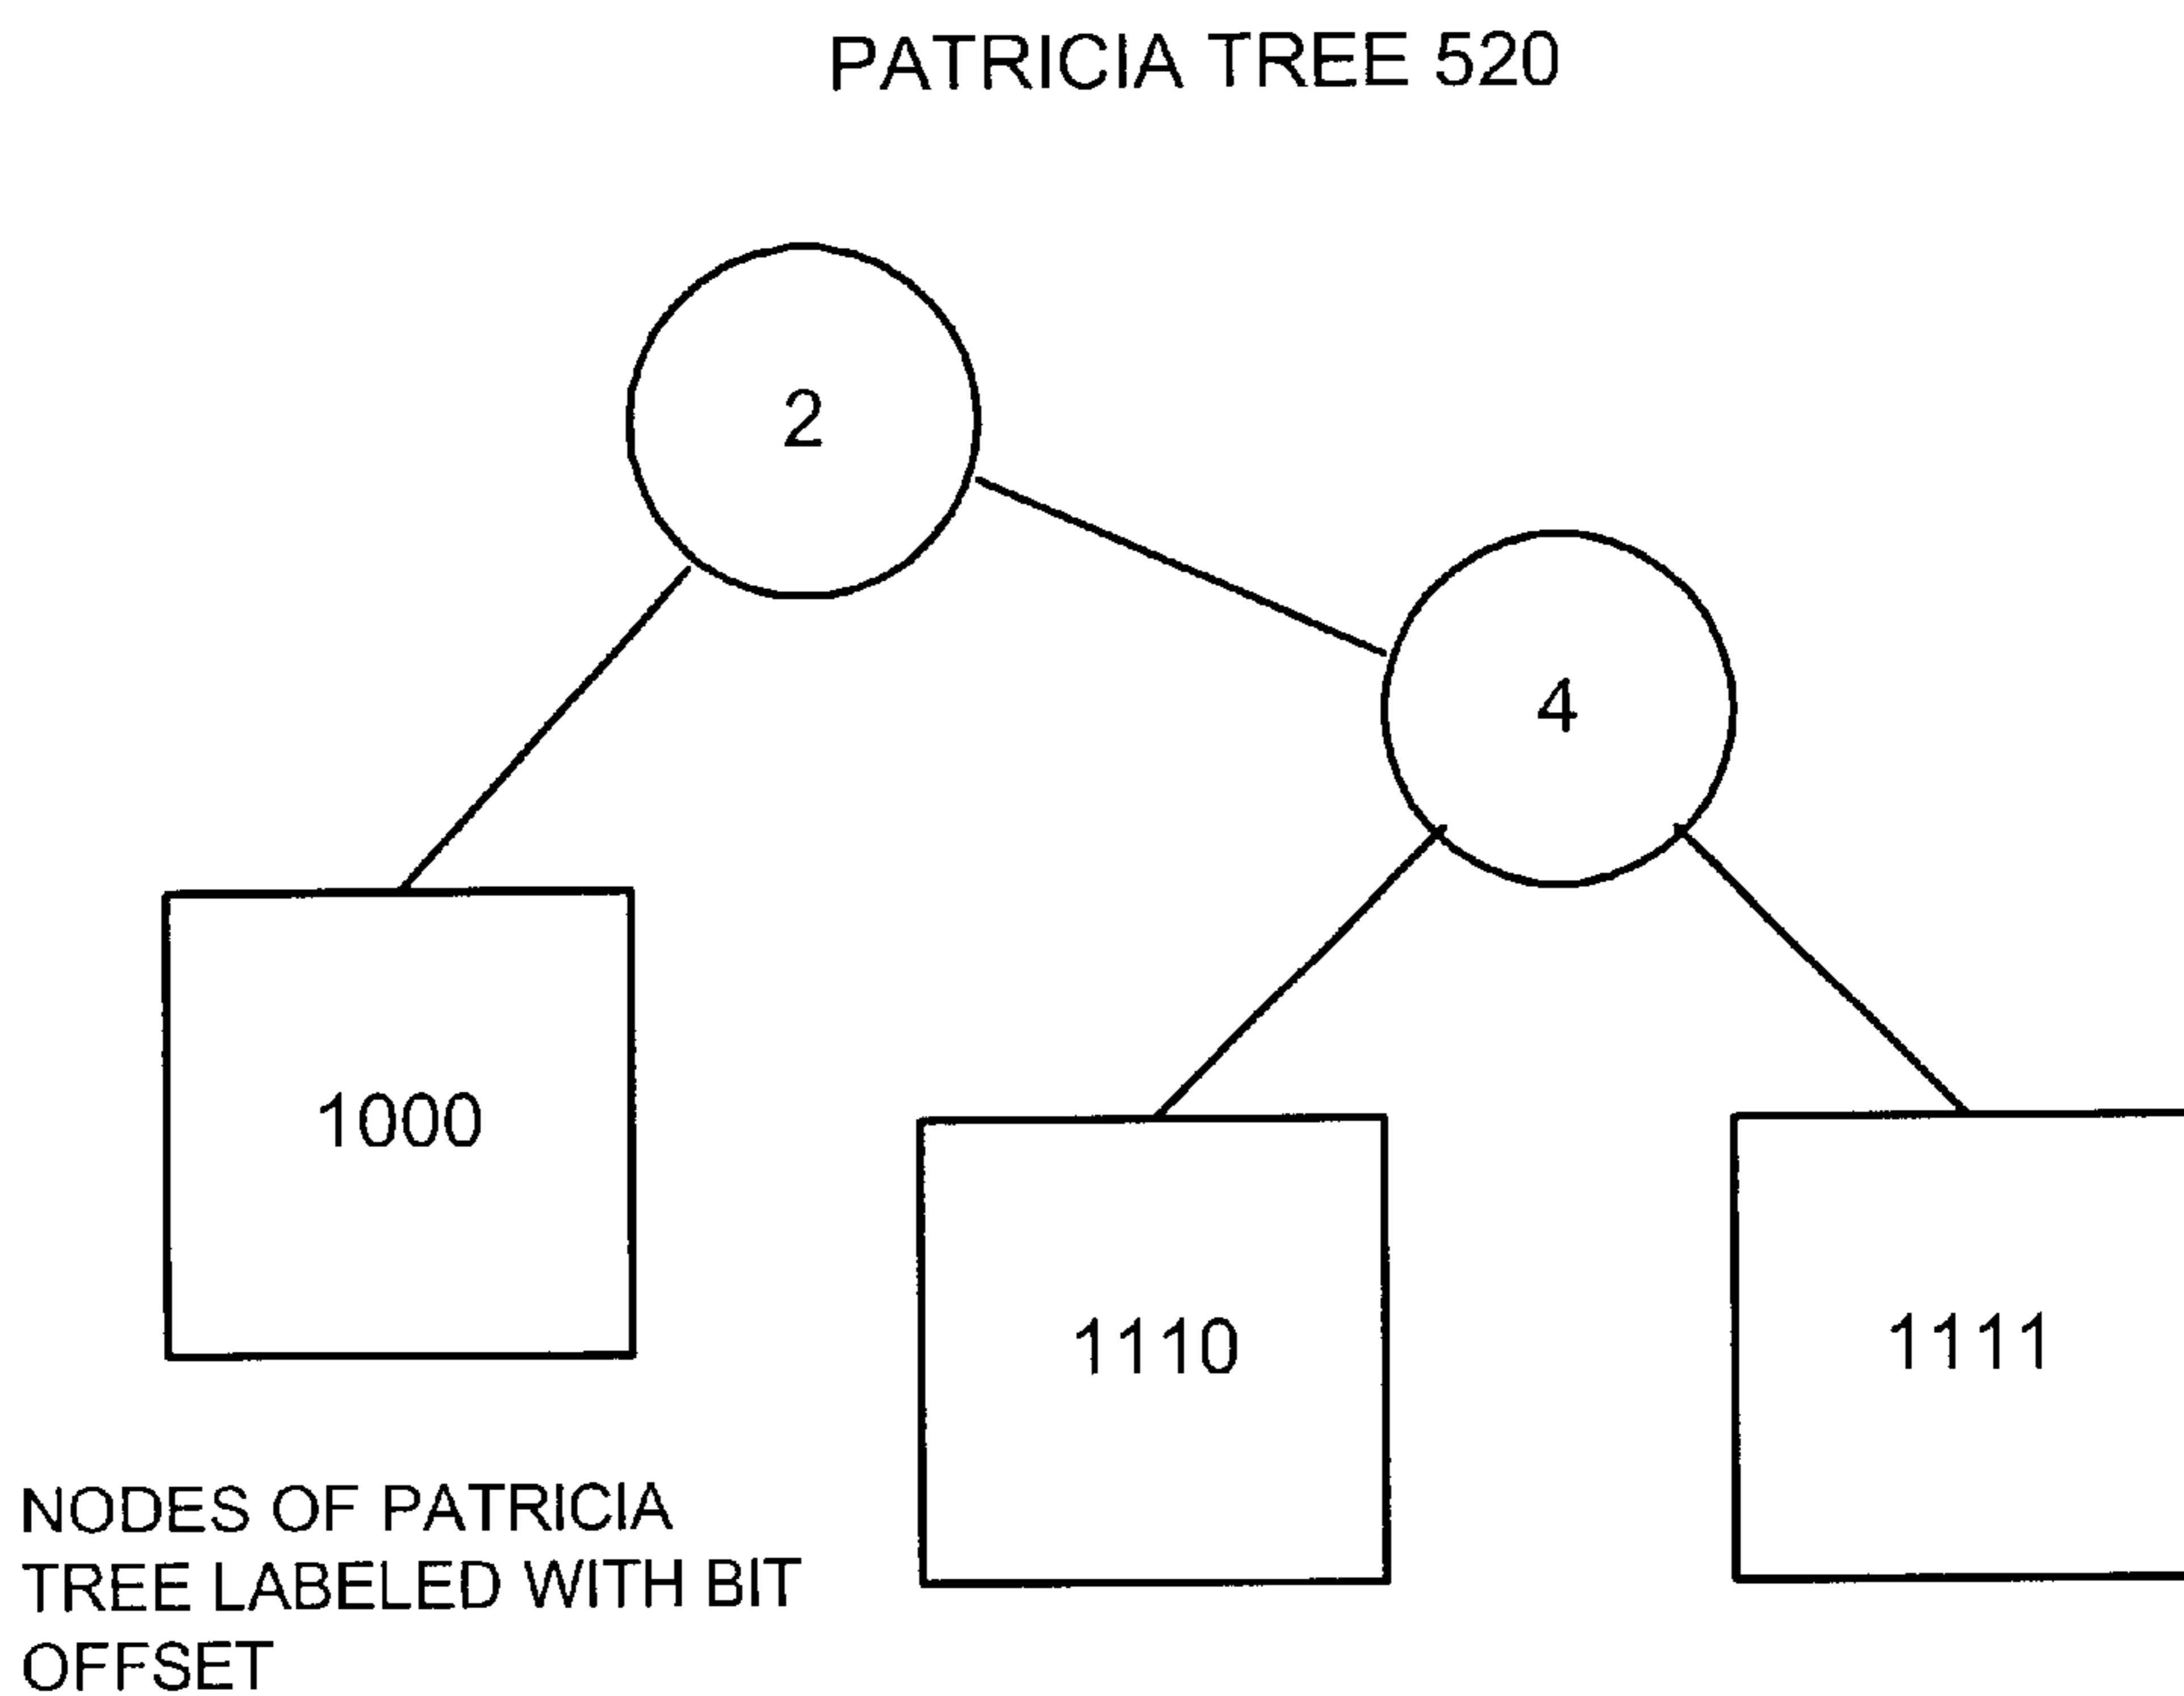 PATRICIA TREE 520
2
4
1000
1110
1111
NODES OF PATRICIA
TREE LABELED WITH BIT
OFFSET